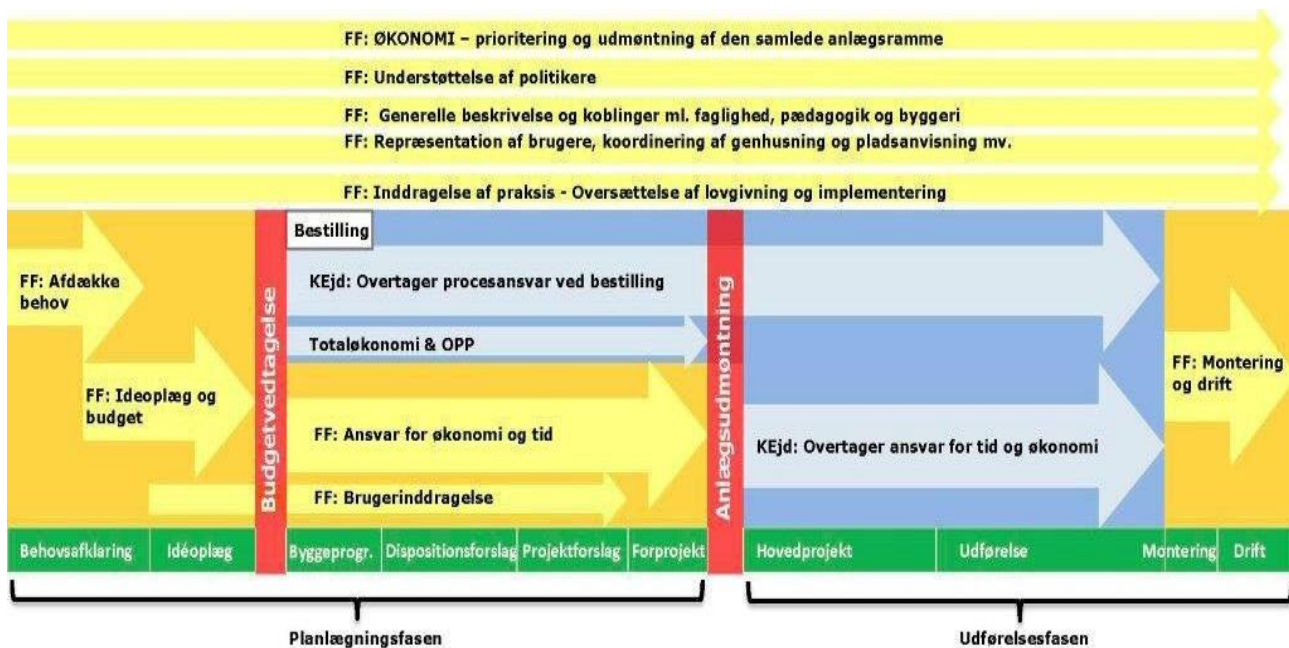 FF: ØKONOMI – prioritering og udmøntning af den samlede anlægsramme
FF: Understøttelse af politikere
FF: Generelle beskrivelse og koblinger ml. faglighed, pædagogik og byggeri
FF: Repræsentation af brugere, koordinering af genhusning og pladsanvisning mv.
FF: Inddragelse af praksis - Oversættelse af lovgivning og implementering
FF: Afdække
behov
FF: Ideoplæg og
budget
Budgetvedtagelse
Bestilling
KEjd: Overtager procesansvar ved bestilling
Totaløkonomi & OPP
FF: Ansvar for økonomi og tid
FF: Brugerinddragelse
Anlægsudmøntning
KEjd: Overtager ansvar for tid og økonomi
FF: Montering
og drift
Behovsafklaring
Idéoplæg
Byggeprogr.
Dispositionsforslag
Projektforslag
Forprojekt
Hovedprojekt
Udførelse
Montering
Drift
Planlægningsfasen
Udførelsesfasen